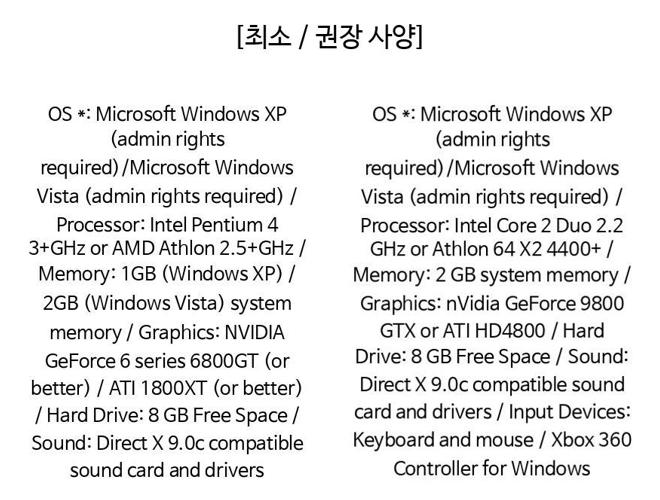 [최소 / 권장 사양]
OS *: Microsoft Windows XP
(admin rights
required)/Microsoft Windows
Vista (admin rights required) /
Processor: Intel Pentium 4
3+GHz or AMD Athlon 2.5+GHz /
Memory: 1GB (Windows XP) /
2GB (Windows Vista) system
memory / Graphics: NVIDIA
GeForce 6 series 6800GT (or
better) / ATI 1800XT (or better)
/ Hard Drive: 8 GB Free Space /
Sound: Direct X 9.0c compatible
sound card and drivers
OS *: Microsoft Windows XP
(admin rights
required)/Microsoft Windows
Vista (admin rights required) /
Processor: Intel Core 2 Duo 2.2
GHz or Athlon 64 X2 4400+ /
Memory: 2 GB system memory /
Graphics: nVidia GeForce 9800
GTX or ATI HD4800 / Hard
Drive: 8 GB Free Space / Sound:
Direct X 9.0c compatible sound
card and drivers / Input Devices:
Keyboard and mouse / Xbox 360
Controller for Windows